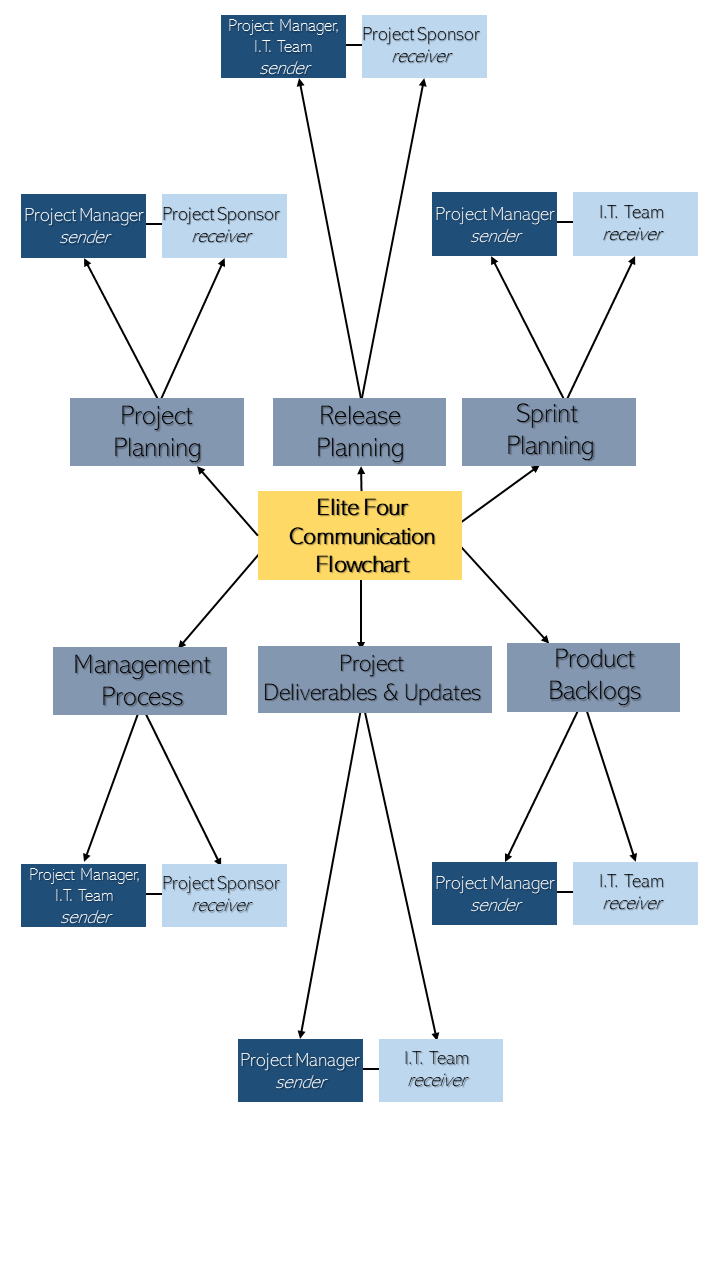 Project Manager,
I.T. Team
sender
Project Sponsor
receiver
Project Manager
sender
Project Sponsor
receiver
Project Manager
sender
I.T. Team
receiver
Project
Planning
Release
Planning
Sprint
Planning
Elite Four
Communication
Flowchart
Management
Process
Project
Deliverables & Updates
Product
Backlogs
Project Manager,
I.T. Team
sender
Project Sponsor
receiver
Project Manager
sender
I.T. Team
receiver
Project Manager
sender
I.T. Team
receiver